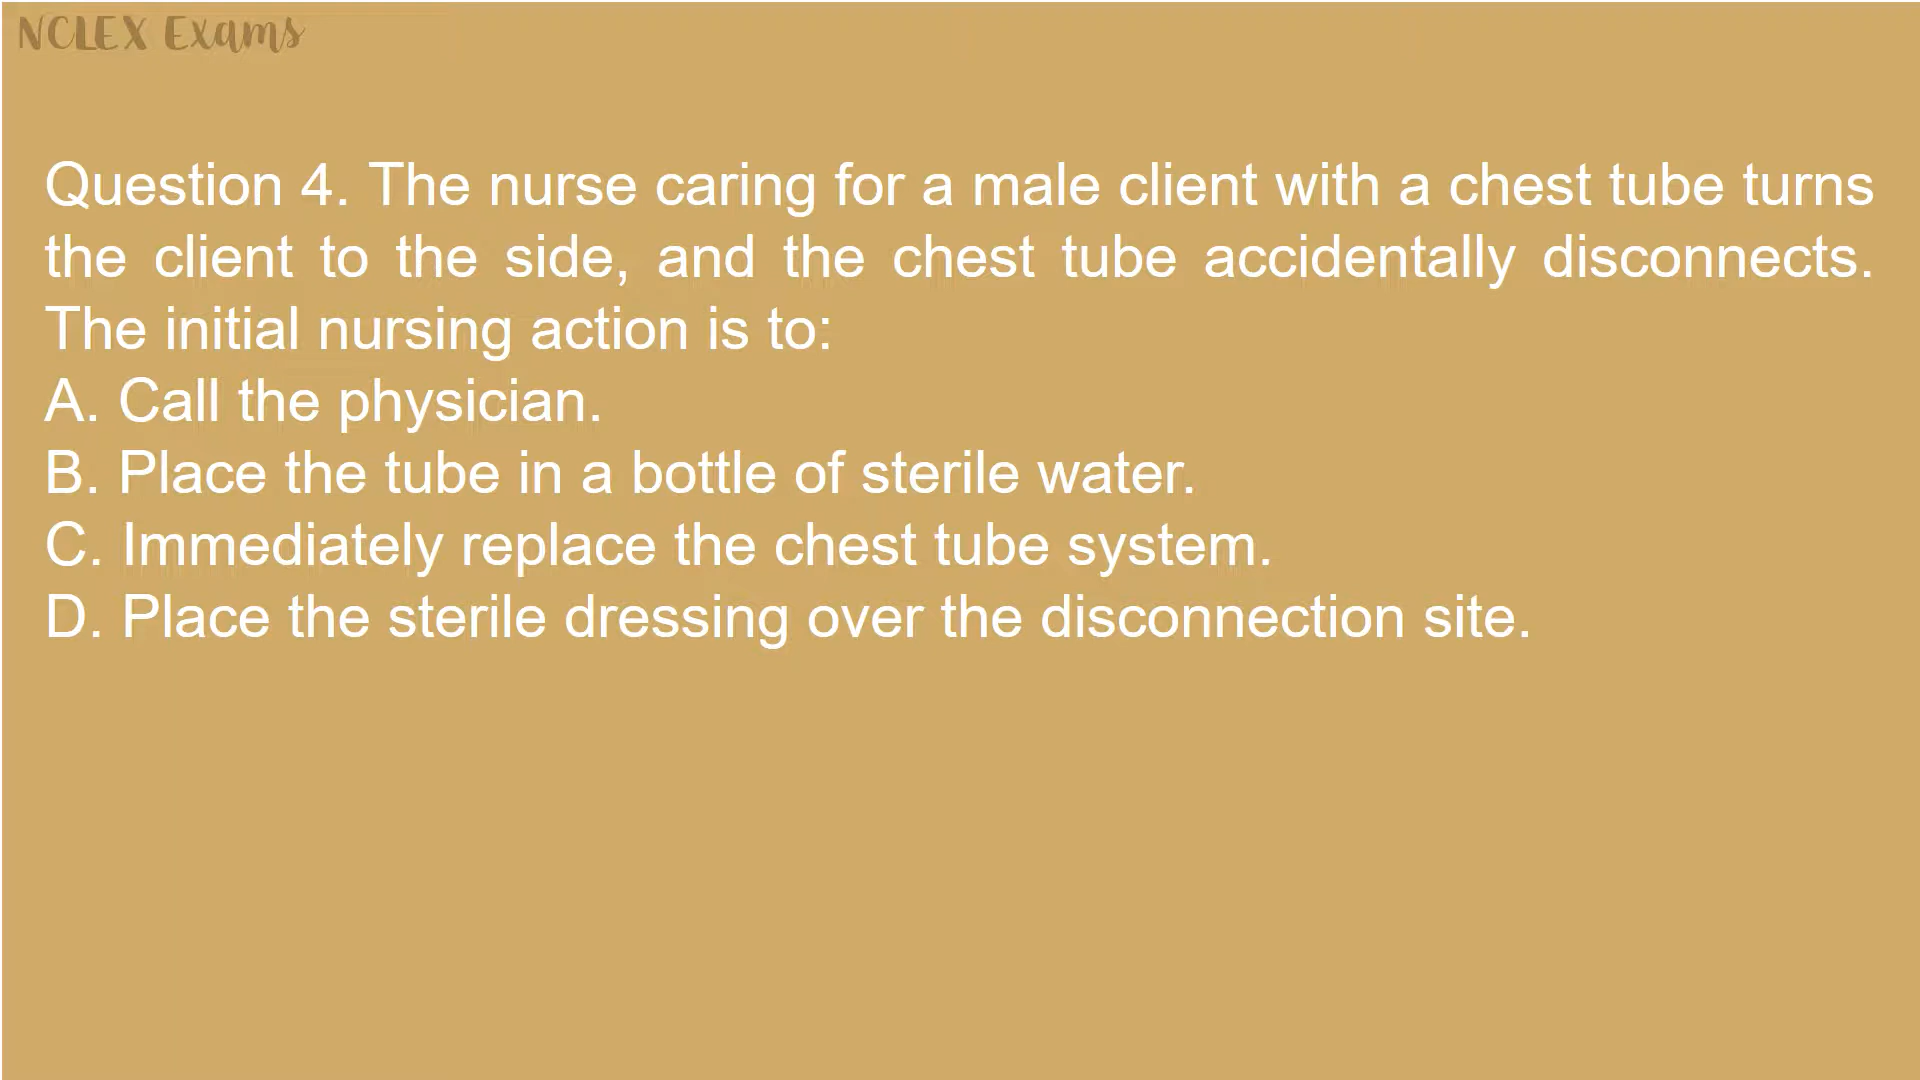 NCLEX Exams
Question 4. The nurse caring for a male client with a chest tube turns
the client to the side, and the chest tube accidentally disconnects.
The initial nursing action is to:
A. Call the physician.
B. Place the tube in a bottle of sterile water.
C. Immediately replace the chest tube system.
D. Place the sterile dressing over the disconnection site.